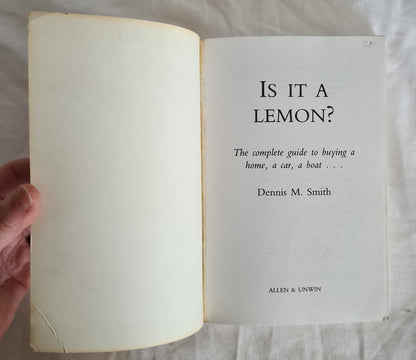 IS IT A
LEMON?
The complete guide to buying a
home, a car, a boat . . .
Dennis M. Smith
ALLEN & UNWIN